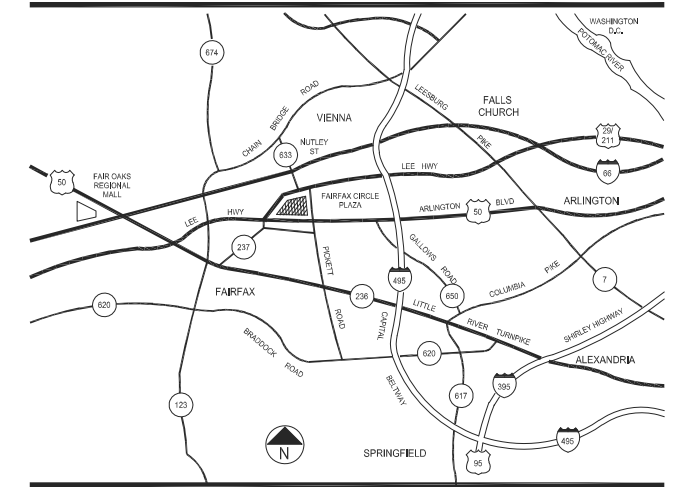 WASHINGTON
D.C.
POTOMAC RIVER
674
CHAIN BRIDGE ROAD
VIENNA
LEESBURG PIKE
FALLS
CHURCH
29/
211
NUTLEY
ST
633
LEE HWY
66
50
FAIR OAKS
REGIONAL
MALL
FAIRFAX CIRCLE
PLAZA
LEE HWY
ARLINGTON BLVD
50
ARLINGTON
237
PICKETT ROAD
GALLOWS ROAD
495
COLUMBIA PIKE
7
FAIRFAX
236
650
620
LITTLE RIVER TURNPIKE
SHIRLEY HIGHWAY
BRADDOCK ROAD
CAPITAL BELTWAY
620
ALEXANDRIA
395
617
123
495
N
SPRINGFIELD
95